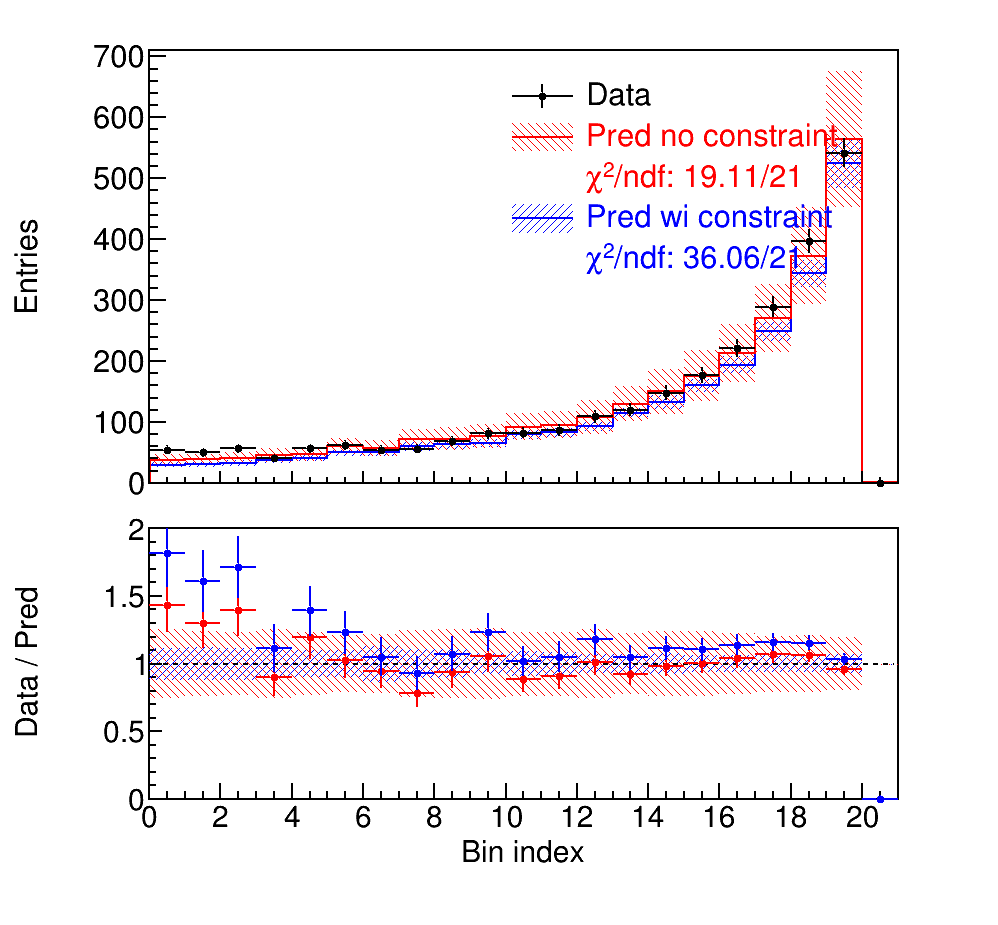 700
600
500
400
300
200
100
0
Entries
Data
Pred no constraint
χ²/ndf: 19.11/21
Pred wi constraint
χ²/ndf: 36.06/21
2
1.5
1
0.5
0
Data / Pred
0 2 4 6 8 10 12 14 16 18 20
Bin index